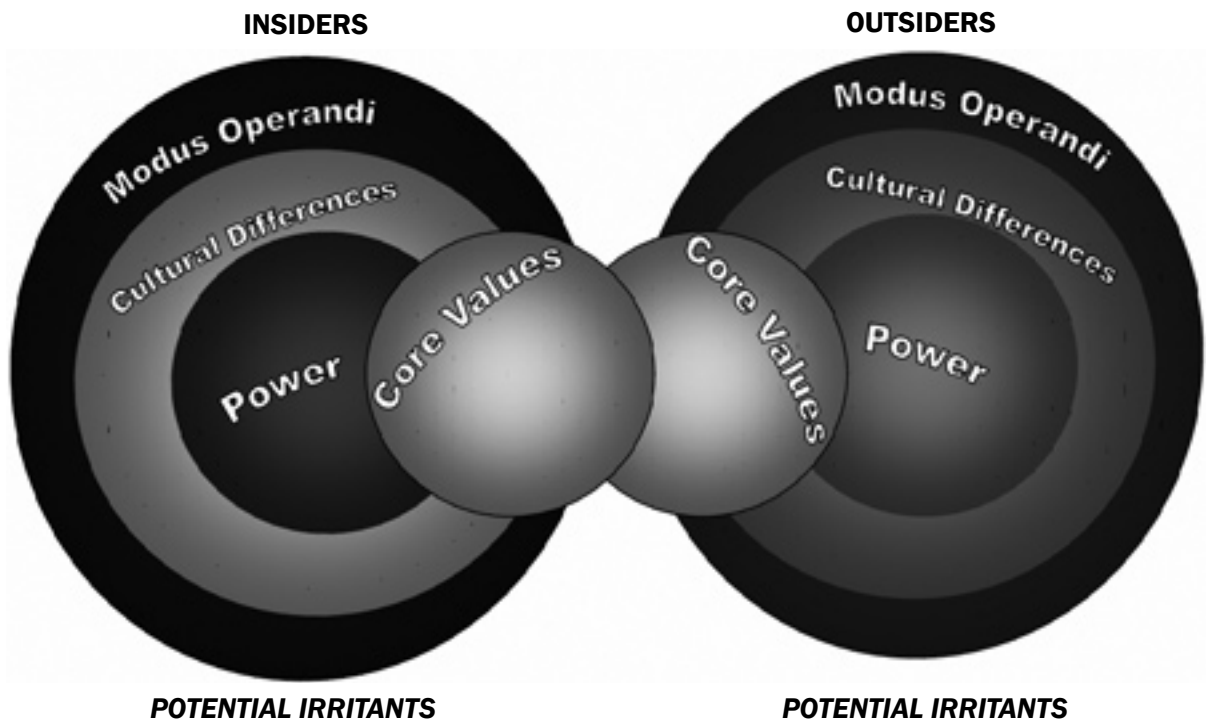 INSIDERS
OUTSIDERS
Modus Operandi
Cultural Differences
Power
Core Values
Modus Operandi
Cultural Differences
Core Values
Power
POTENTIAL IRRITANTS
POTENTIAL IRRITANTS